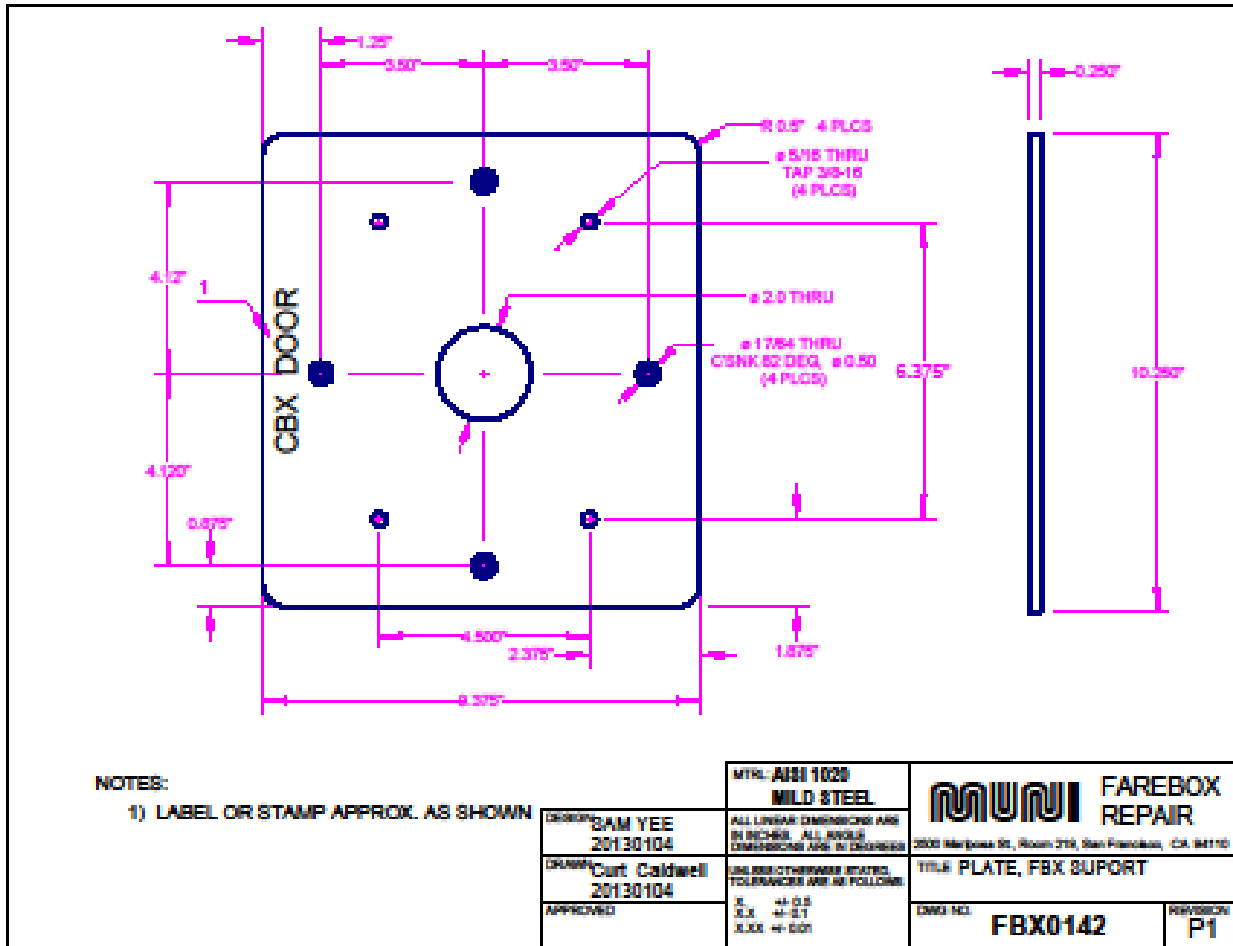 1.25"
3.50"
3.50"
0.250"
R 0.5" 4 PLCS
ø 5/16 THRU
TAP 3/8-16
(4 PLCS)
4.12"
1
CBX DOOR
ø 2.0 THRU
ø 17/64 THRU
C'SNK 82 DEG, ø 0.50
(4 PLCS)
6.375"
10.250"
4.120"
0.875"
4.500"
2.375"
1.875"
9.375"
NOTES:
1) LABEL OR STAMP APPROX. AS SHOWN
DESIGN SAM YEE
20130104
DRAWN Curt Caldwell
20130104
APPROVED
MTRL: AISI 1020
MILD STEEL
ALL LINEAR DIMENSIONS ARE
IN INCHES. ALL ANGLE
DIMENSIONS ARE IN DEGREES
UNLESS OTHERWISE STATED,
TOLERANCES ARE AS FOLLOWS:
X. +/- 0.5
X.X +/- 0.1
X.XX +/- 0.01
MUNI FAREBOX
REPAIR
Mariposa St., Room 219, San Francisco, CA 94110
TITLE PLATE, FBX SUPORT
DWG NO. FBX0142
REVISION P1